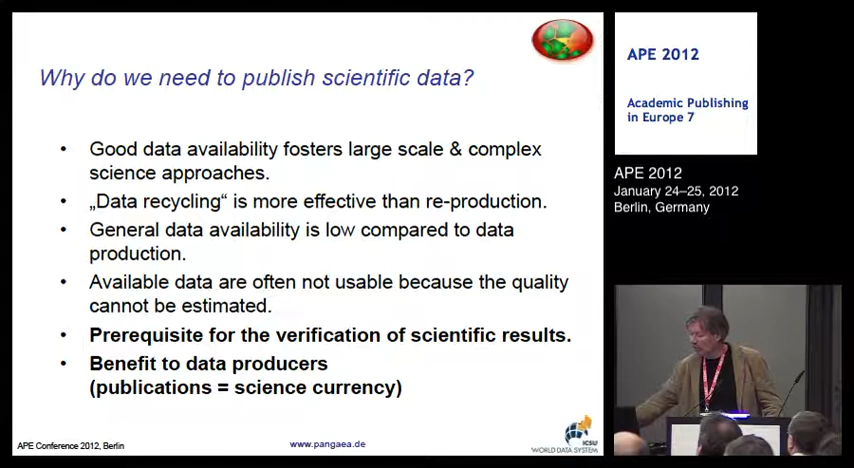 Why do we need to publish scientific data?
• Good data availability fosters large scale & complex
science approaches.
• „Data recycling“ is more effective than re-production.
• General data availability is low compared to data
production.
• Available data are often not usable because the quality
cannot be estimated.
• Prerequisite for the verification of scientific results.
• Benefit to data producers
(publications = science currency)
APE Conference 2012, Berlin
www.pangaea.de
ICSU
WORLD DATA SYSTEM
APE 2012
Academic Publishing
in Europe 7
APE 2012
January 24–25, 2012
Berlin, Germany